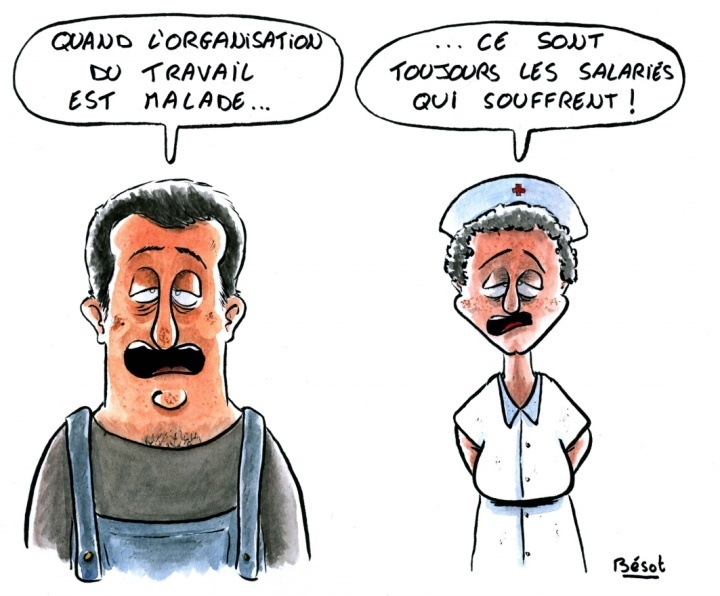 QUAND L'ORGANISATION
DU TRAVAIL
EST MALADE...
... CE SONT
TOUJOURS LES SALARIÉS
QUI SOUFFRENT !
Bésot